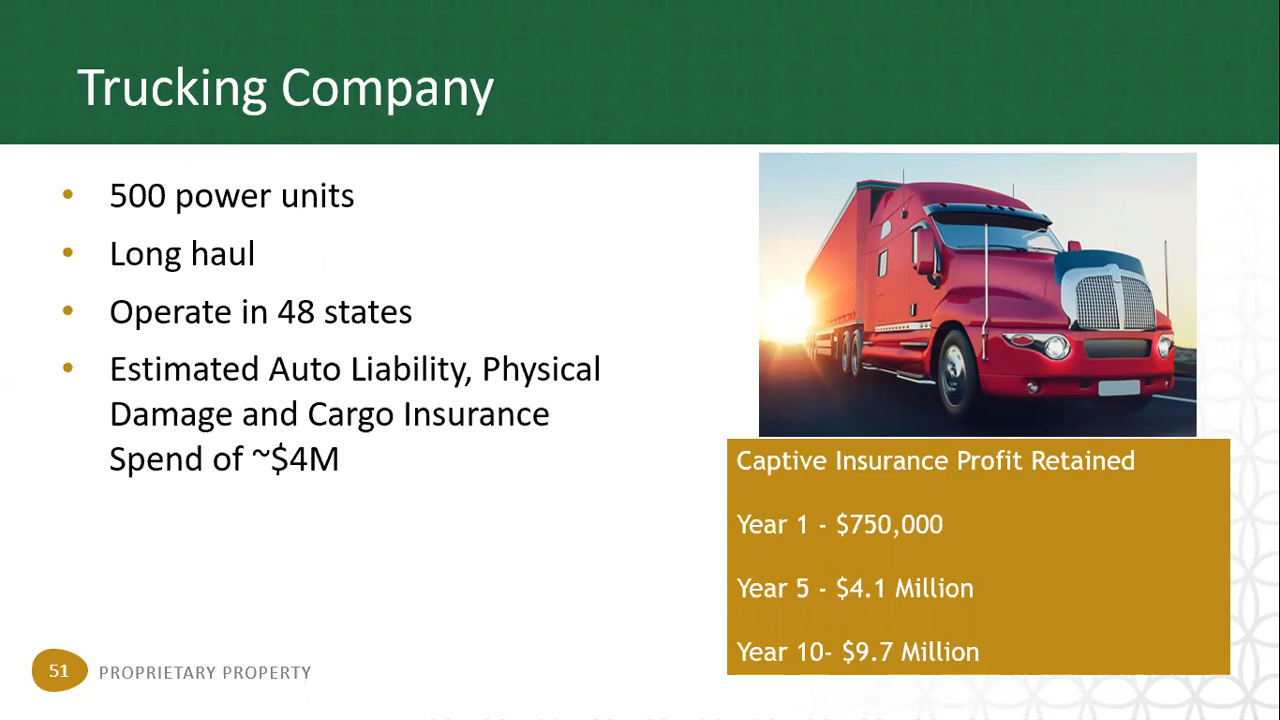 Trucking Company
• 500 power units
• Long haul
• Operate in 48 states
• Estimated Auto Liability, Physical
Damage and Cargo Insurance
Spend of ~$4M
Captive Insurance Profit Retained
Year 1 - $750,000
Year 5 - $4.1 Million
Year 10- $9.7 Million
51 PROPRIETARY PROPERTY